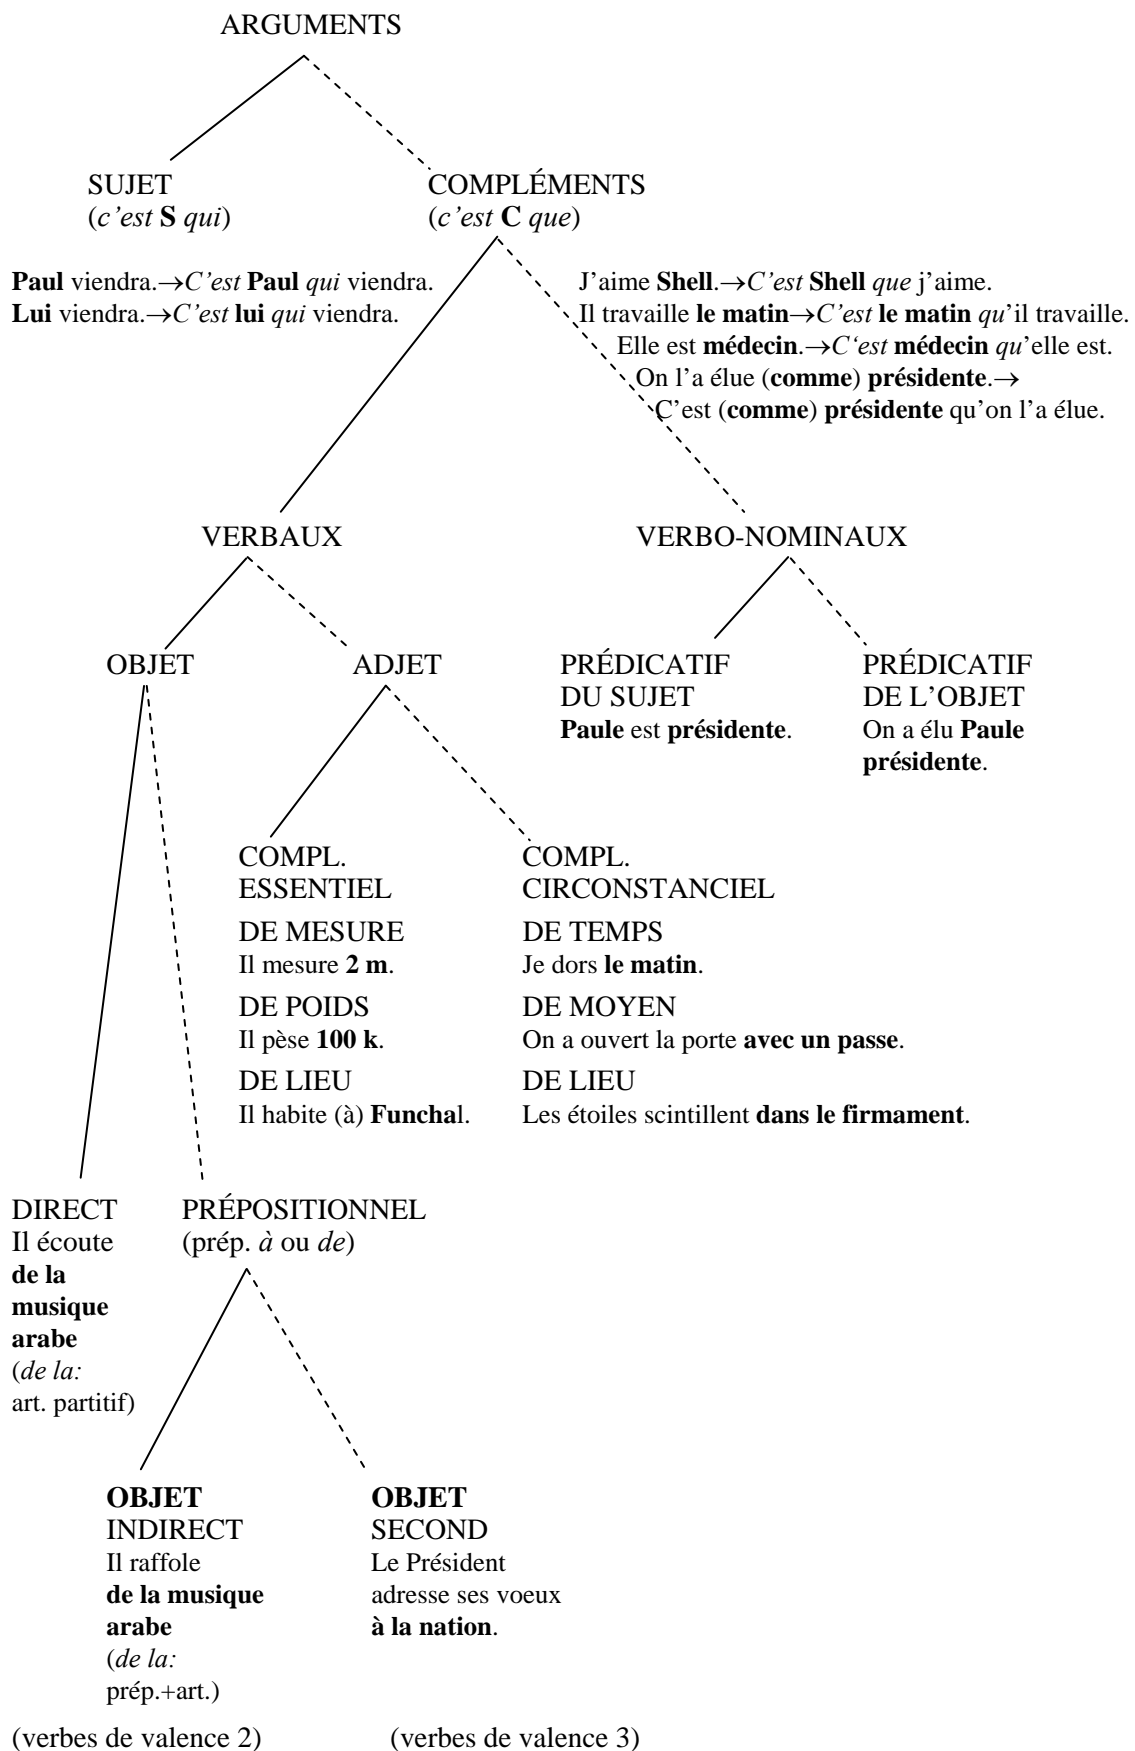 ARGUMENTS
SUJET
(c'est S qui)
COMPLÉMENTS
(c'est C que)
Paul viendra.→C'est Paul qui viendra.
Lui viendra.→C'est lui qui viendra.
J'aime Shell.→C'est Shell que j'aime.
Il travaille le matin→C'est le matin qu'il travaille.
Elle est médecin.→C'est médecin qu'elle est.
On l'a élue (comme) présidente.→
C'est (comme) présidente qu'on l'a élue.
VERBAUX
VERBO-NOMINAUX
OBJET
ADJET
PRÉDICATIF
DU SUJET
Paule est présidente.
PRÉDICATIF
DE L'OBJET
On a élu Paule
présidente.
COMPL.
ESSENTIEL
DE MESURE
Il mesure 2 m.
DE POIDS
Il pèse 100 k.
DE LIEU
Il habite (à) Funchal.
COMPL.
CIRCONSTANCIEL
DE TEMPS
Je dors le matin.
DE MOYEN
On a ouvert la porte avec un passe.
DE LIEU
Les étoiles scintillent dans le firmament.
DIRECT
Il écoute
de la
musique
arabe
(de la:
art. partitif)
PRÉPOSITIONNEL
(prép. à ou de)
OBJET
INDIRECT
Il raffole
de la musique
arabe
(de la:
prép.+art.)
OBJET
SECOND
Le Président
adresse ses voeux
à la nation.
(verbes de valence 2)
(verbes de valence 3)